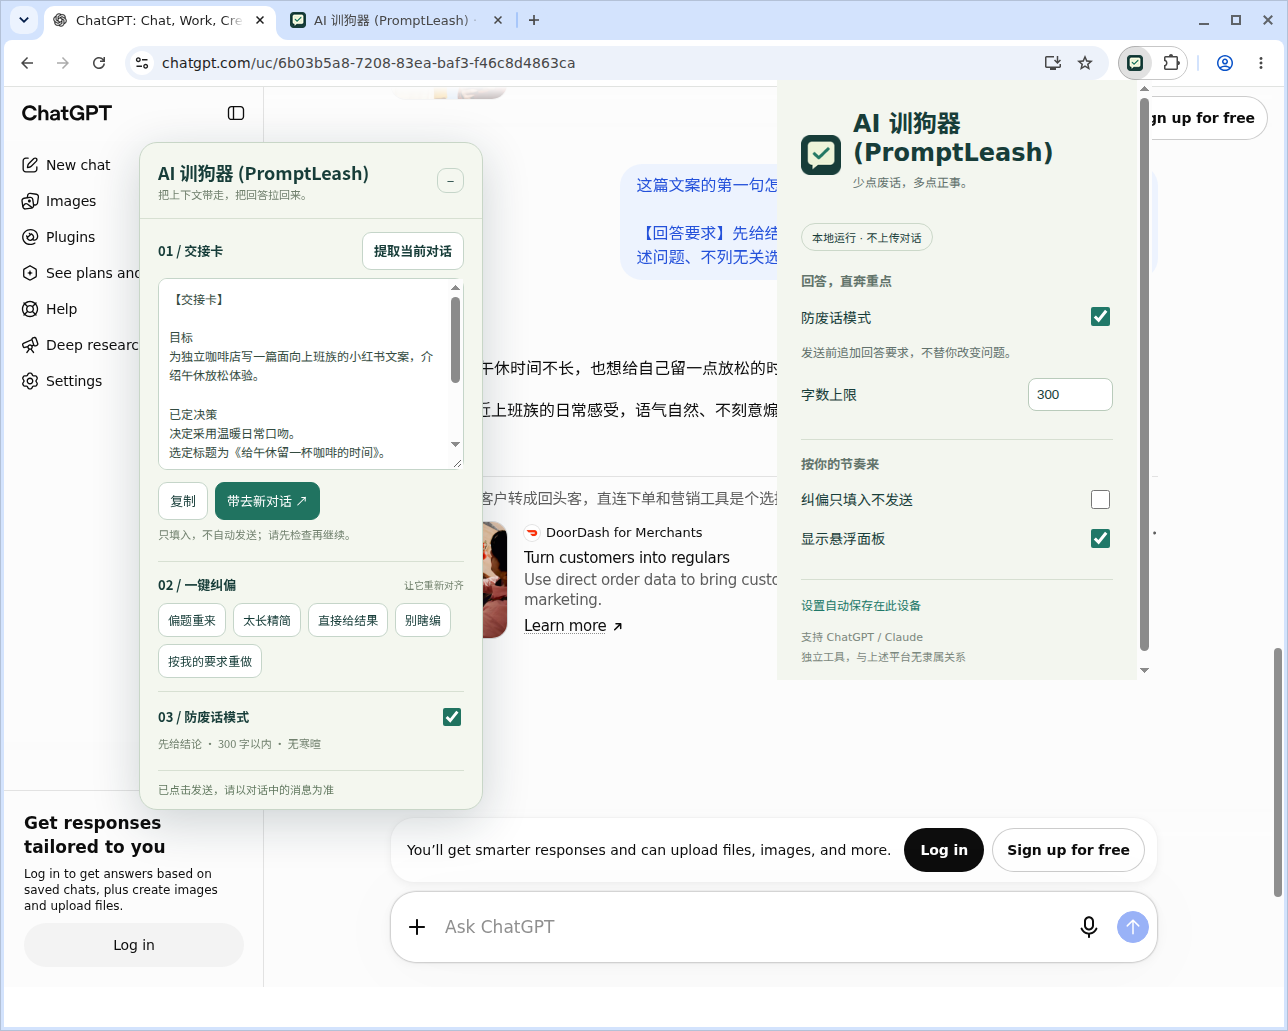 ChatGPT: Chat, Work, Cre
AI 训狗器 (PromptLeash)
chatgpt.com/uc/6b03b5a8-7208-83ea-baf3-f46c8d4863ca
ChatGPT
New chat
Images
Plugins
See plans and
Help
Deep researc
Settings
Get responses
tailored to you
Log in to get answers based on
saved chats, plus create images
and upload files.
Log in
AI 训狗器 (PromptLeash)
把上下文带走，把回答拉回来。
01 / 交接卡
提取当前对话
【交接卡】
目标
为独立咖啡店写一篇面向上班族的小红书文案，介
绍午休放松体验。
已定决策
决定采用温暖日常口吻。
选定标题为《给午休留一杯咖啡的时间》。
复制
带去新对话 ↗
只填入，不自动发送；请先检查再继续。
02 / 一键纠偏
让它重新对齐
偏题重来
太长精简
直接给结果
别瞎编
按我的要求重做
03 / 防废话模式
先给结论 · 300 字以内 · 无寒暄
已点击发送，请以对话中的消息为准
这篇文案的第一句怎
【回答要求】先给结
述问题、不列无关选
午休时间不长，也想给自己留一点放松的时
近上班族的日常感受，语气自然、不刻意煽
客户转成回头客，直连下单和营销工具是个选择
DoorDash for Merchants
Turn customers into regulars
Use direct order data to bring custo
marketing.
Learn more
You’ll get smarter responses and can upload files, images, and more.
Log in
Sign up for free
Ask ChatGPT
gn up for free
AI 训狗器
(PromptLeash)
少点废话，多点正事。
本地运行 · 不上传对话
回答，直奔重点
防废话模式
发送前追加回答要求，不替你改变问题。
字数上限
300
按你的节奏来
纠偏只填入不发送
显示悬浮面板
设置自动保存在此设备
支持 ChatGPT / Claude
独立工具，与上述平台无隶属关系